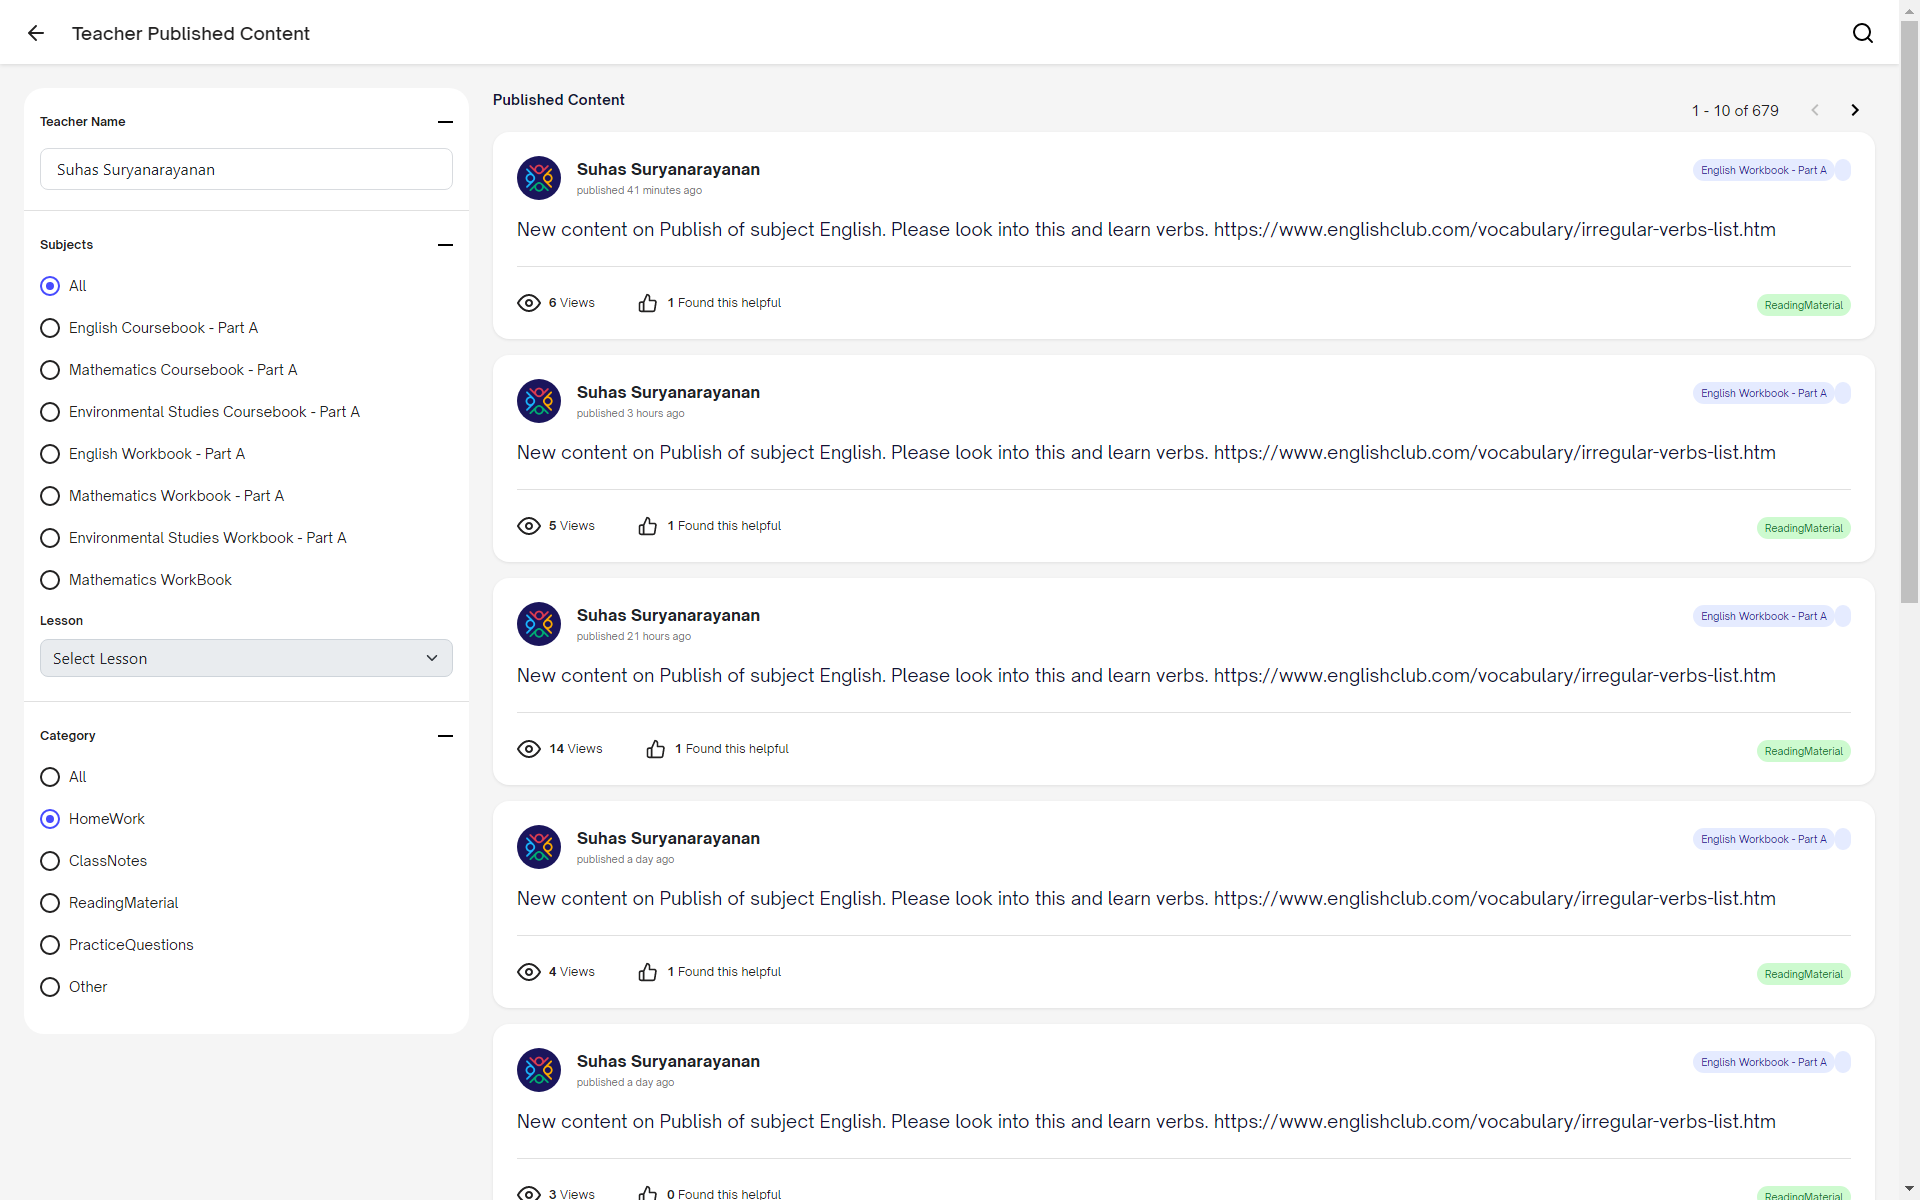 Teacher Published Content
Teacher Name
Suhas Suryanarayanan
Subjects
All
English Coursebook - Part A
Mathematics Coursebook - Part A
Environmental Studies Coursebook - Part A
English Workbook - Part A
Mathematics Workbook - Part A
Environmental Studies Workbook - Part A
Mathematics WorkBook
Lesson
Select Lesson
Category
All
HomeWork
ClassNotes
ReadingMaterial
PracticeQuestions
Other
Published Content
1 - 10 of 679
Suhas Suryanarayanan
English Workbook - Part A
published 41 minutes ago
New content on Publish of subject English. Please look into this and learn verbs. https://www.englishclub.com/vocabulary/irregular-verbs-list.htm
6 Views
1 Found this helpful
ReadingMaterial
Suhas Suryanarayanan
English Workbook - Part A
published 3 hours ago
New content on Publish of subject English. Please look into this and learn verbs. https://www.englishclub.com/vocabulary/irregular-verbs-list.htm
5 Views
1 Found this helpful
ReadingMaterial
Suhas Suryanarayanan
English Workbook - Part A
published 21 hours ago
New content on Publish of subject English. Please look into this and learn verbs. https://www.englishclub.com/vocabulary/irregular-verbs-list.htm
14 Views
1 Found this helpful
ReadingMaterial
Suhas Suryanarayanan
English Workbook - Part A
published a day ago
New content on Publish of subject English. Please look into this and learn verbs. https://www.englishclub.com/vocabulary/irregular-verbs-list.htm
4 Views
1 Found this helpful
ReadingMaterial
Suhas Suryanarayanan
English Workbook - Part A
published a day ago
New content on Publish of subject English. Please look into this and learn verbs. https://www.englishclub.com/vocabulary/irregular-verbs-list.htm
3 Views
0 Found this helpful
ReadingMaterial